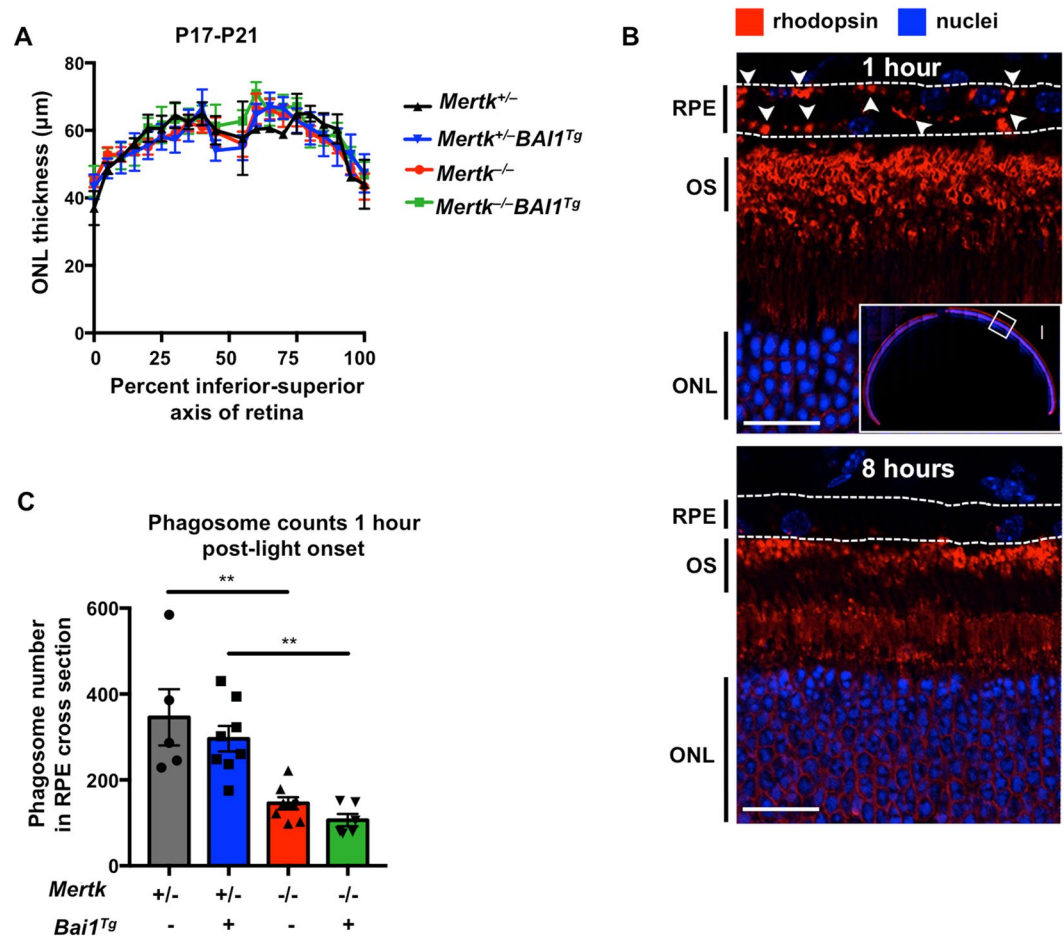 A
P17-P21
ONL thickness (μm)
80
60
40
20
0
0 25 50 75 100
Percent inferior-superior
axis of retina
Mertk+/–
Mertk+/–BAI1Tg
Mertk–/–
Mertk–/–BAI1Tg
B
rhodopsin nuclei
1 hour
RPE
OS
ONL
8 hours
RPE
OS
ONL
C
Phagosome counts 1 hour
post-light onset
**
**
Phagosome number
in RPE cross section
600
400
200
0
Mertk +/- +/- -/- -/-
Bai1Tg - + - +